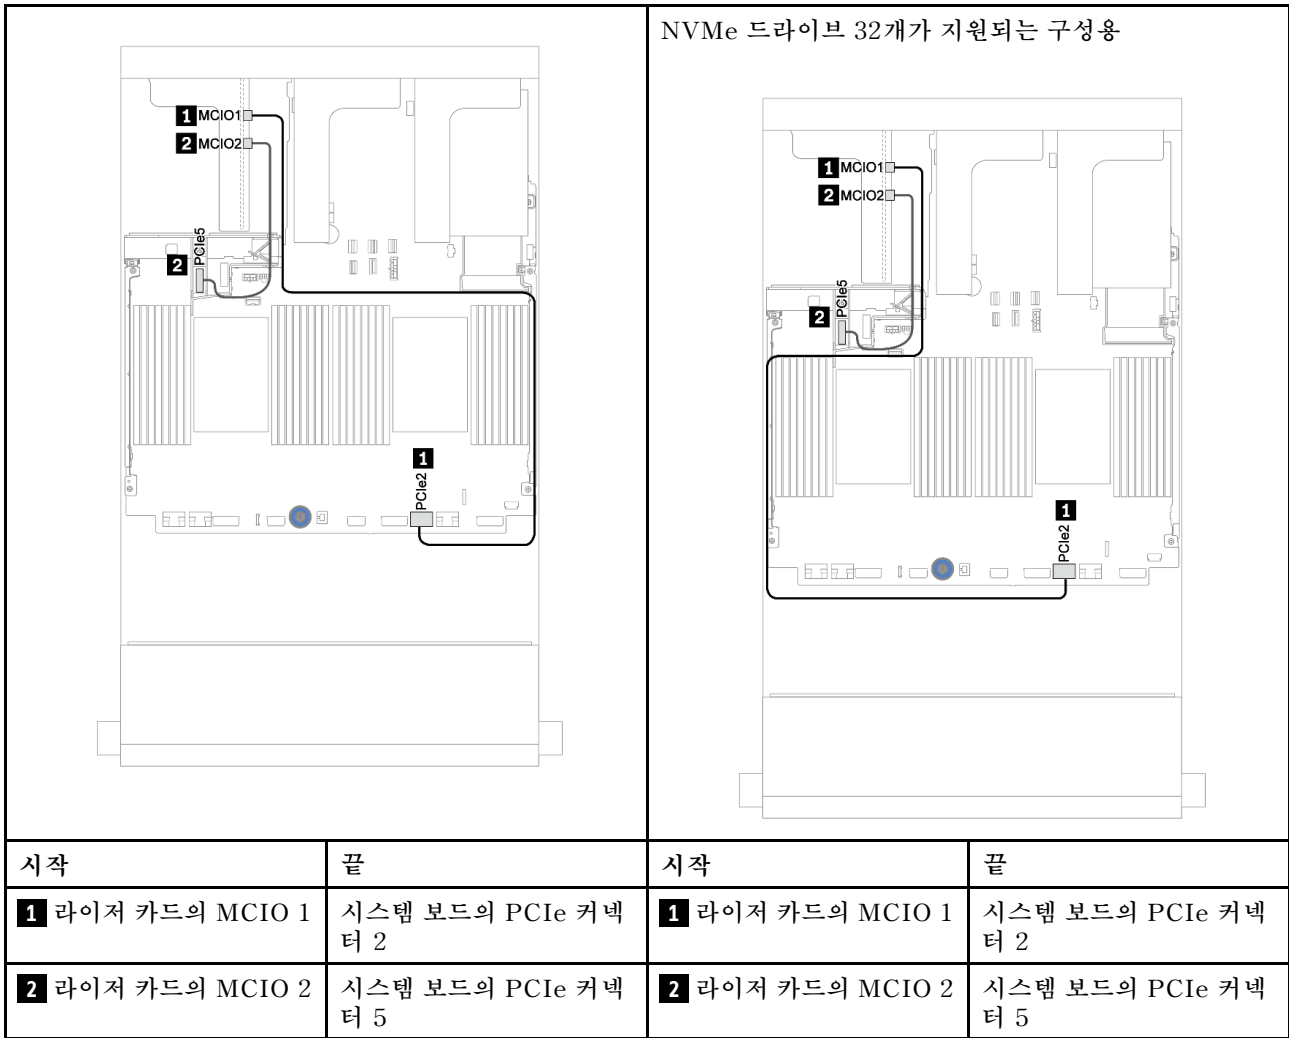 1 MCIO1
2 MCIO2
2 PCIe5
PCIe2 1
NVMe 드라이브 32개가 지원되는 구성용
1 MCIO1
2 MCIO2
2 PCIe5
PCIe2 1
시작
끝
시작
끝
1 라이저 카드의 MCIO 1
시스템 보드의 PCIe 커넥
터 2
1 라이저 카드의 MCIO 1
시스템 보드의 PCIe 커넥
터 2
2 라이저 카드의 MCIO 2
시스템 보드의 PCIe 커넥
터 5
2 라이저 카드의 MCIO 2
시스템 보드의 PCIe 커넥
터 5